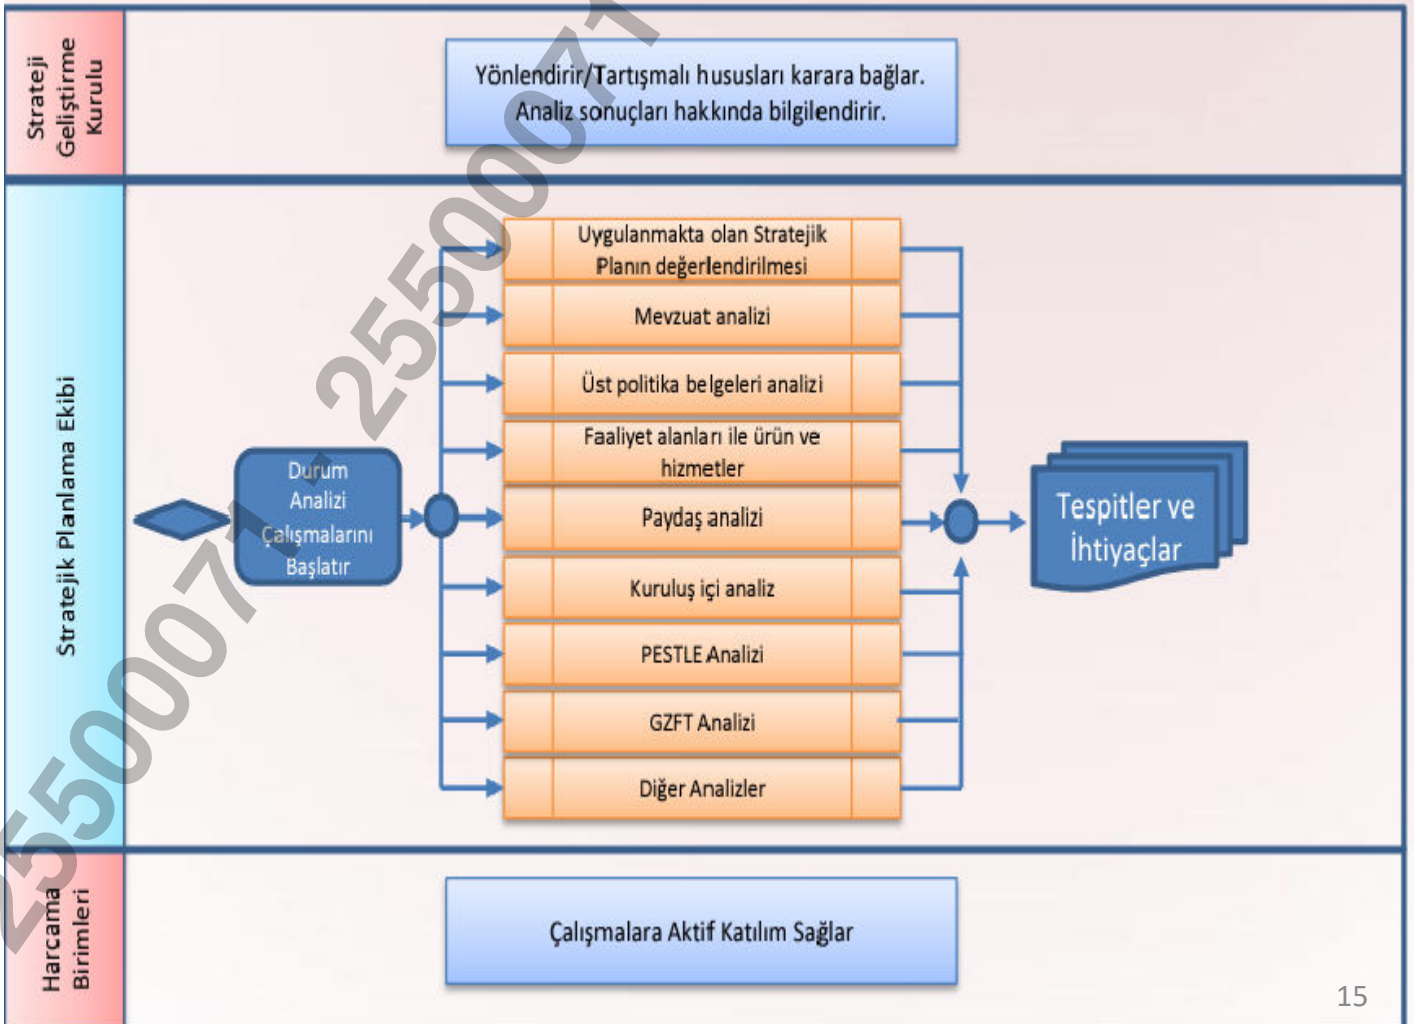 Strateji
Geliştirme
Kurulu
Yönlendirir/Tartışmalı hususları karara bağlar.
Analiz sonuçları hakkında bilgilendirir.
Stratejik Planlama Ekibi
Durum
Analizi
Çalışmalarını
Başlatır
Uygulanmakta olan Stratejik
Planın değerlendirilmesi
Mevzuat analizi
Üst politika belgeleri analizi
Faaliyet alanları ile ürün ve
hizmetler
Paydaş analizi
Kuruluş içi analiz
PESTLE Analizi
GZFT Analizi
Diğer Analizler
Tespitler ve
İhtiyaçlar
Harcama
Birimleri
Çalışmalara Aktif Katılım Sağlar
15
25500071 - 25500071